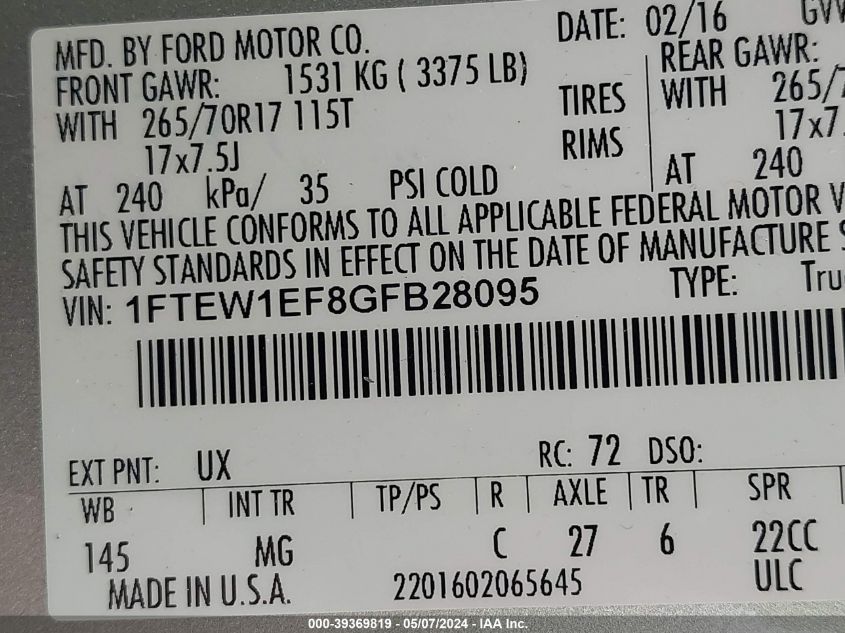 MFD. BY FORD MOTOR CO.
DATE: 02/16
FRONT GAWR: 1531 KG ( 3375 LB)
REAR GAWR:
WITH 265/70R17 115T
TIRES
WITH
17x7.5J
RIMS
AT 240 kPa/ 35 PSI COLD
AT 240
THIS VEHICLE CONFORMS TO ALL APPLICABLE FEDERAL MOTOR
SAFETY STANDARDS IN EFFECT ON THE DATE OF MANUFACTURE
VIN: 1FTEW1EF8GFB28095
TYPE:
EXT PNT: UX
RC: 72 DSO:
WB INT TR TP/PS R AXLE TR SPR
145 MG C 27 6 22CC
MADE IN U.S.A. 2201602065645 ULC
000-39369819 - 05/07/2024 - IAA Inc.